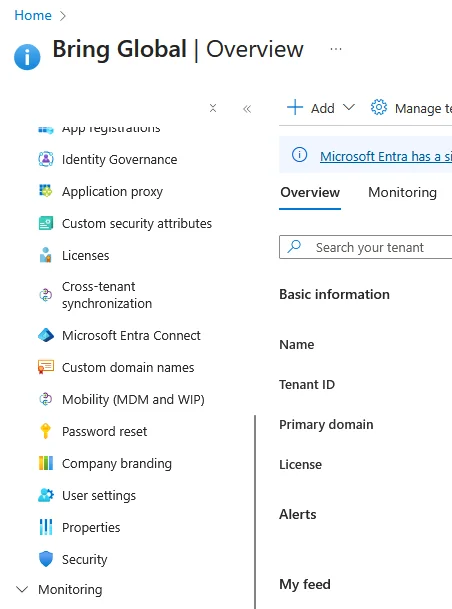 Home
Bring Global | Overview
Add
Manage te
App registrations
Identity Governance
Microsoft Entra has a si
Application proxy
Overview
Monitoring
Custom security attributes
Search your tenant
Licenses
Cross-tenant
synchronization
Basic information
Microsoft Entra Connect
Name
Custom domain names
Tenant ID
Mobility (MDM and WIP)
Primary domain
Password reset
Company branding
License
User settings
Alerts
Properties
Security
Monitoring
My feed